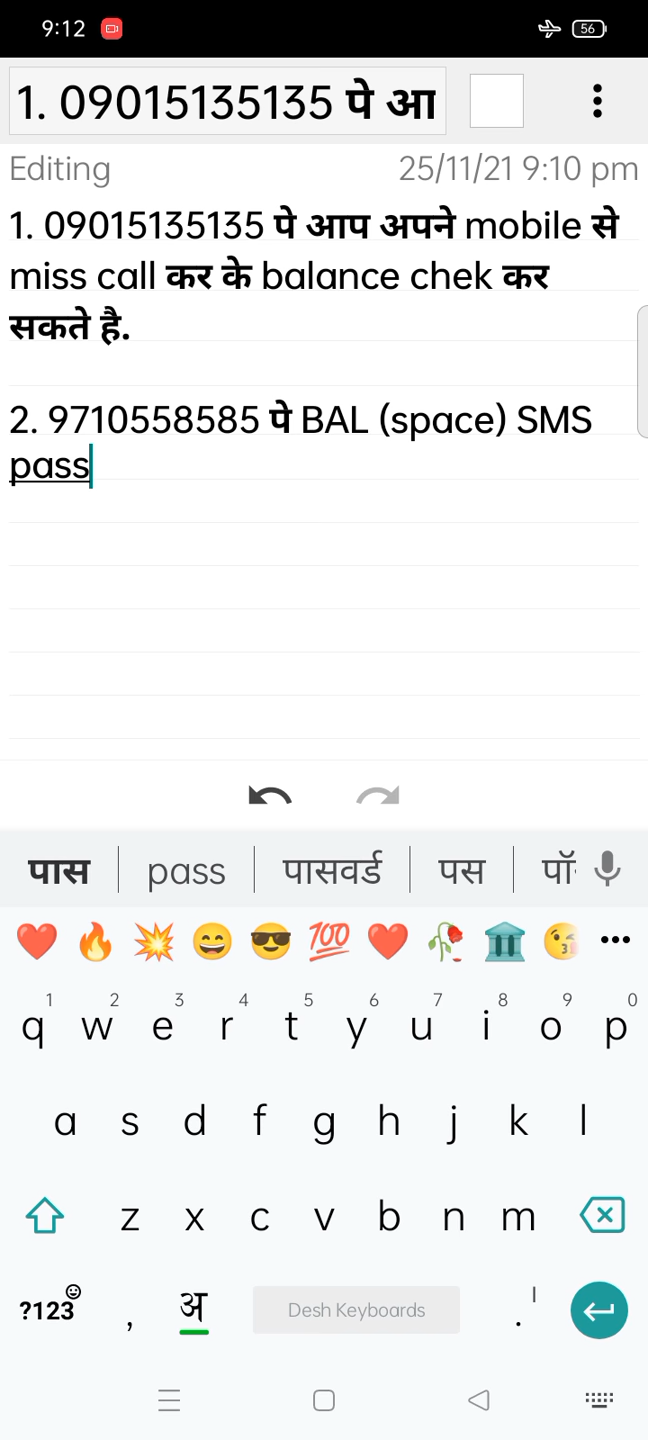 9:12 56
1. 09015135135 पे आ
Editing 25/11/21 9:10 pm
1. 09015135135 पे आप अपने mobile से
miss call कर के balance chek कर
सकते है.
2. 9710558585 पे BAL (space) SMS
pass
पास pass पासवर्ड पस पॉ
💯
1 2 3 4 5 6 7 8 9 0
q w e r t y u i o p
a s d f g h j k l
z x c v b n m
?123 , अ Desh Keyboards . |